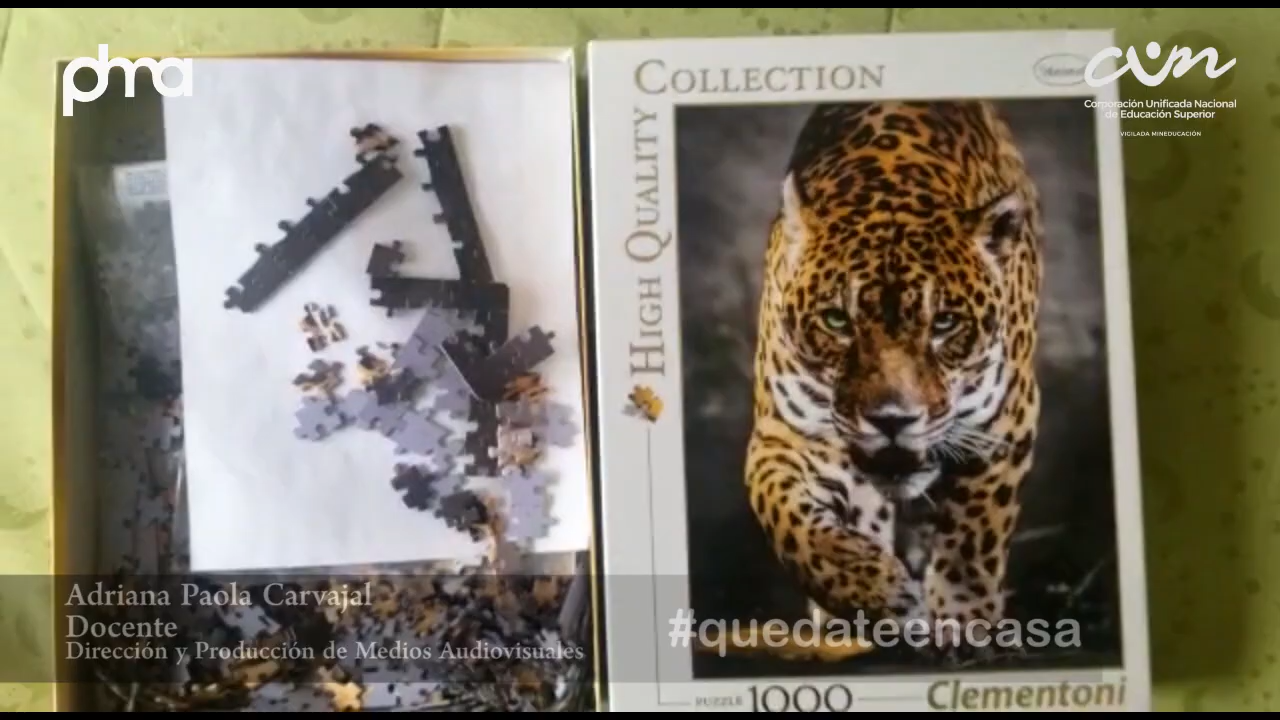 pma
cun
Corporación Unificada Nacional
de Educación Superior
VIGILADA MINEDUCACIÓN
COLLECTION
HIGH QUALITY
Adriana Paola Carvajal
Docente
Dirección y Producción de Medios Audiovisuales
#quedateencasa
PUZZLE 1000 Clementoni